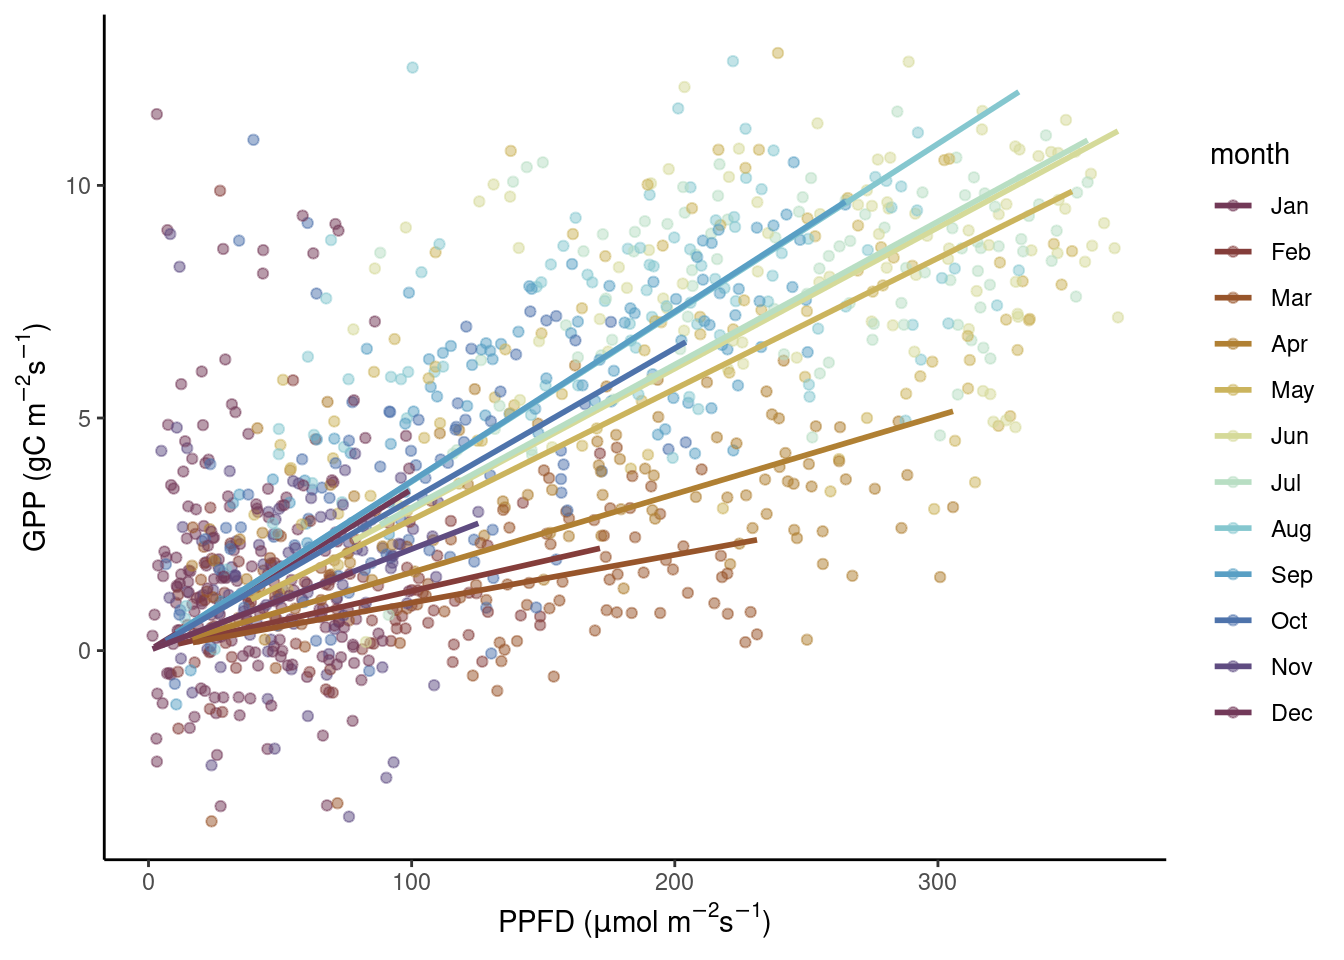 GPP (gC m⁻²s⁻¹)
10
5
0
0 100 200 300
PPFD (μmol m⁻²s⁻¹)
month
Jan
Feb
Mar
Apr
May
Jun
Jul
Aug
Sep
Oct
Nov
Dec